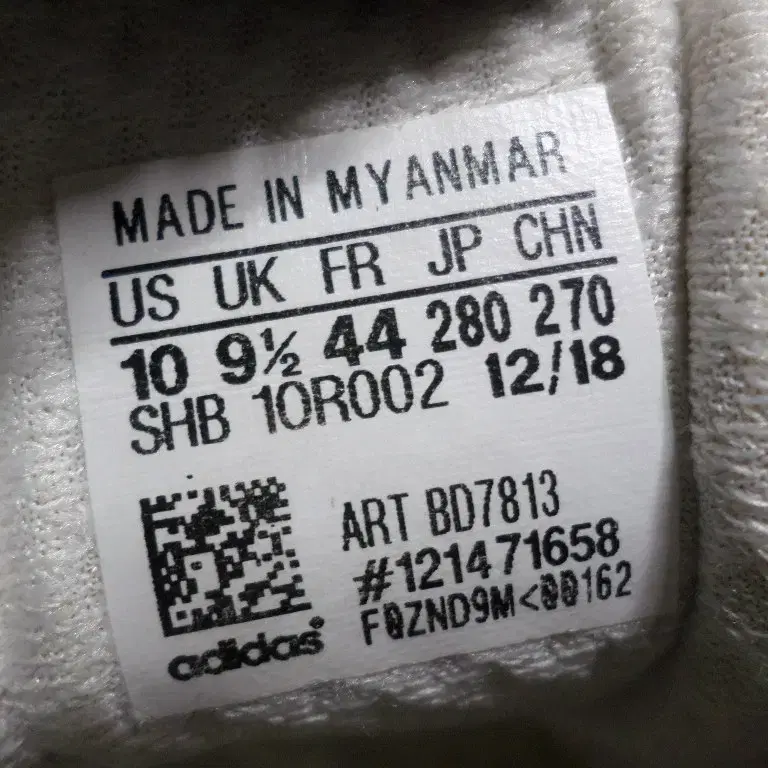 MADE IN MYANMAR
US UK FR JP CHN
10 9½ 44 280 270
SHB 10R002 12/18
ART BD7813
#121471658
F0ZND9M<00162
adidas